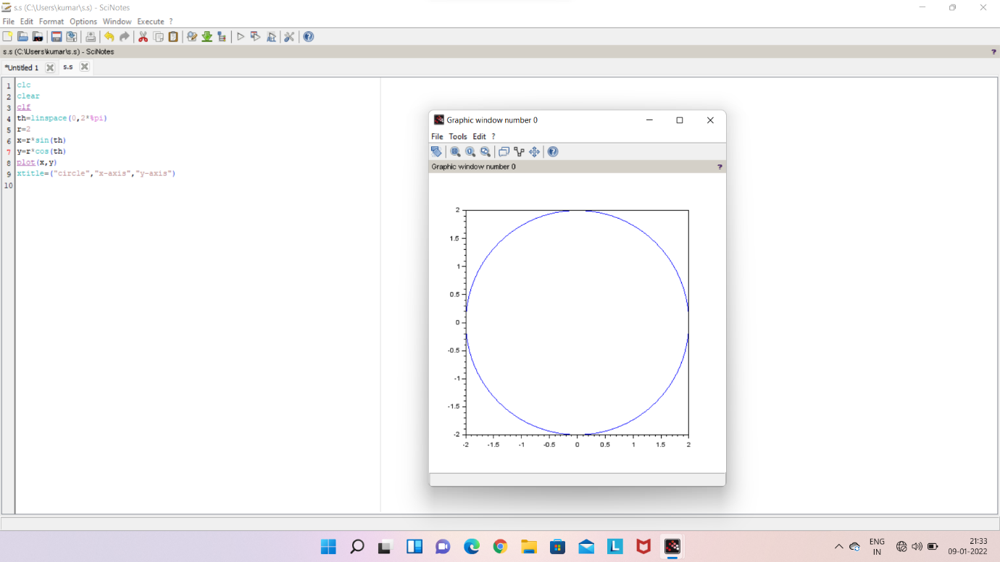 s.s (C:\Users\kumar\s.s) - SciNotes
File Edit Format Options Window Execute ?
s.s (C:\Users\kumar\s.s) - SciNotes ?
*Untitled 1 s.s
1 clc
2 clear
3 clf
4 th=linspace(0,2*%pi)
5 r=2
6 x=r*sin(th)
7 y=r*cos(th)
8 plot(x,y)
9 xtitle=("circle","x-axis","y-axis")
10
Graphic window number 0
File Tools Edit ?
Graphic window number 0 ?
2
1.5
1
0.5
0
-0.5
-1
-1.5
-2
-2 -1.5 -1 -0.5 0 0.5 1 1.5 2
ENG
IN
21:33
09-01-2022